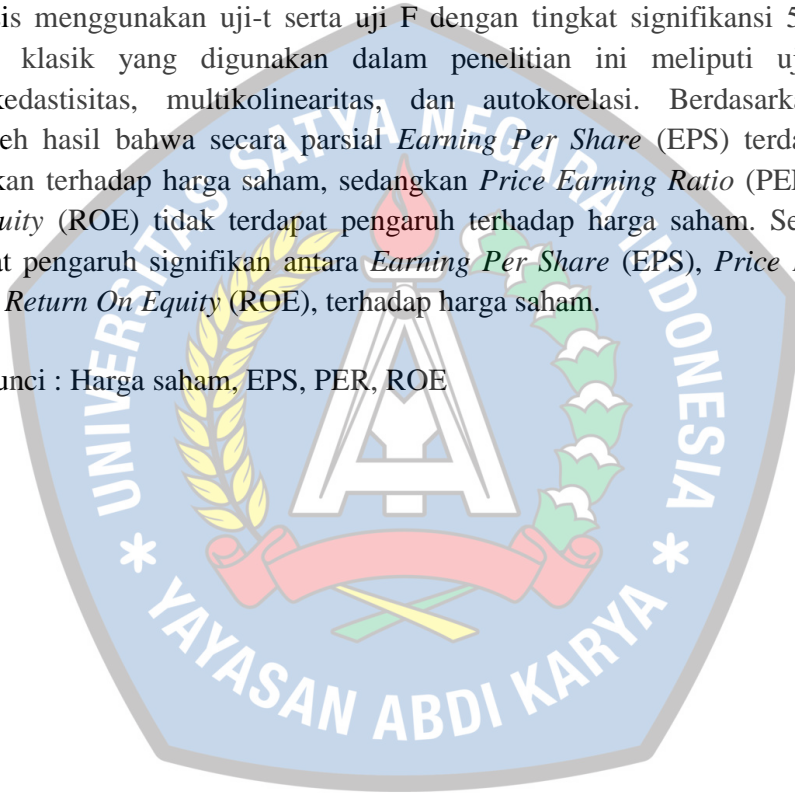 is menggunakan uji-t serta uji F dengan tingkat signifikansi 5
klasik yang digunakan dalam penelitian ini meliputi uj
kedastisitas, multikolinearitas, dan autokorelasi. Berdasarka
eh hasil bahwa secara parsial Earning Per Share (EPS) terda
kan terhadap harga saham, sedangkan Price Earning Ratio (PER
uity (ROE) tidak terdapat pengaruh terhadap harga saham. Se
at pengaruh signifikan antara Earning Per Share (EPS), Price
Return On Equity (ROE), terhadap harga saham.
unci : Harga saham, EPS, PER, ROE
UNIVERSITAS SATYA NEGARA INDONESIA
* YAYASAN ABDI KARYA *